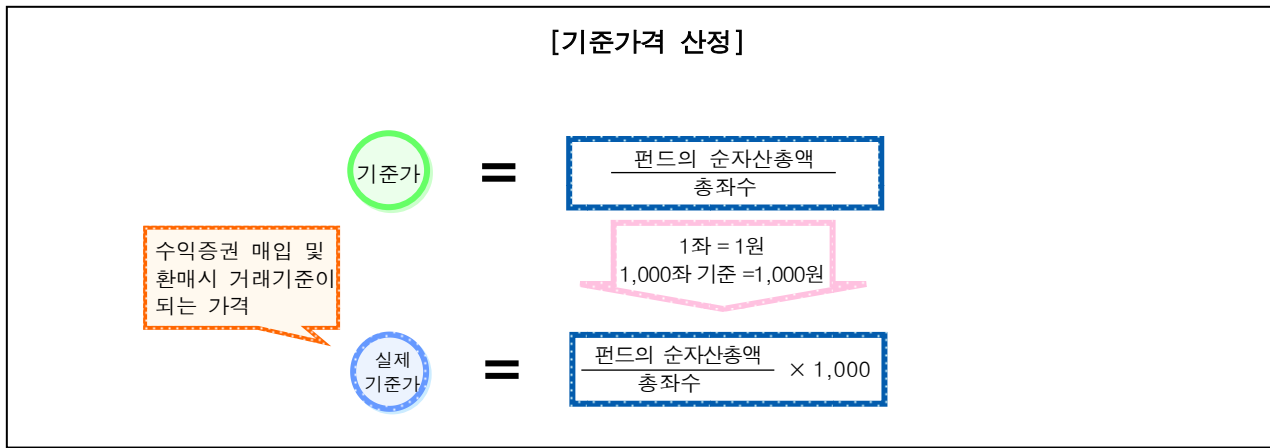 [기준가격 산정]
기준가
=
펀드의 순자산총액
총좌수
1좌 = 1원
1,000좌 기준 =1,000원
수익증권 매입 및
환매시 거래기준이
되는 가격
실제
기준가
=
펀드의 순자산총액
총좌수
× 1,000